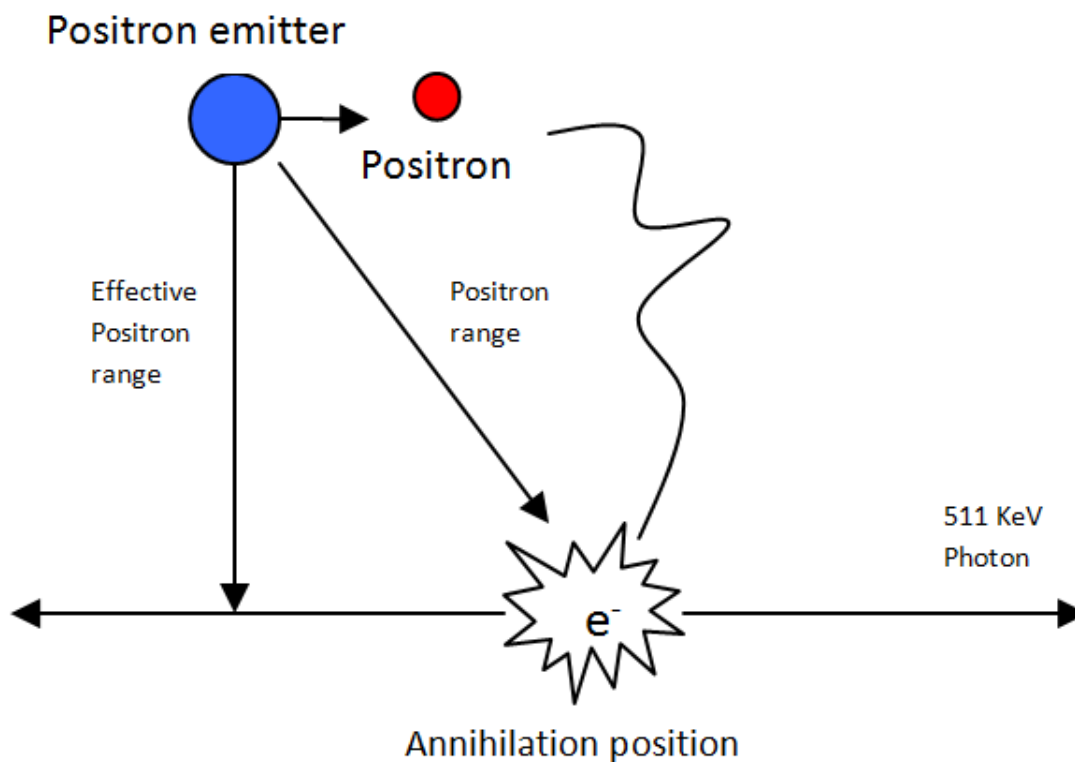 Positron emitter
Positron
Effective
Positron
range
Positron
range
511 KeV
Photon
e⁻
Annihilation position